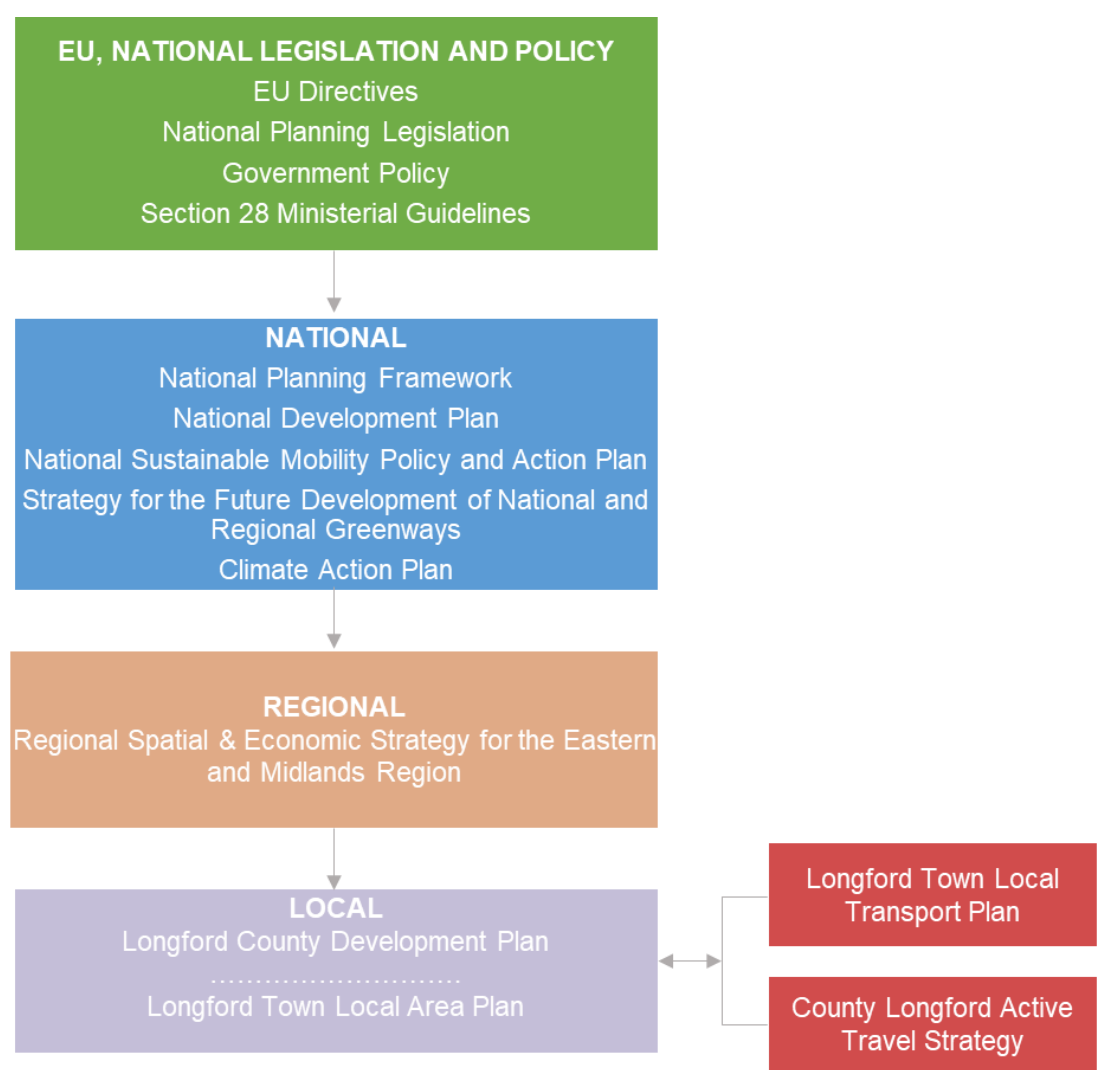 EU, NATIONAL LEGISLATION AND POLICY
EU Directives
National Planning Legislation
Government Policy
Section 28 Ministerial Guidelines
NATIONAL
National Planning Framework
National Development Plan
National Sustainable Mobility Policy and Action Plan
Strategy for the Future Development of National and
Regional Greenways
Climate Action Plan
REGIONAL
Regional Spatial & Economic Strategy for the Eastern
and Midlands Region
LOCAL
Longford County Development Plan
……………………….
Longford Town Local Area Plan
Longford Town Local
Transport Plan
County Longford Active
Travel Strategy